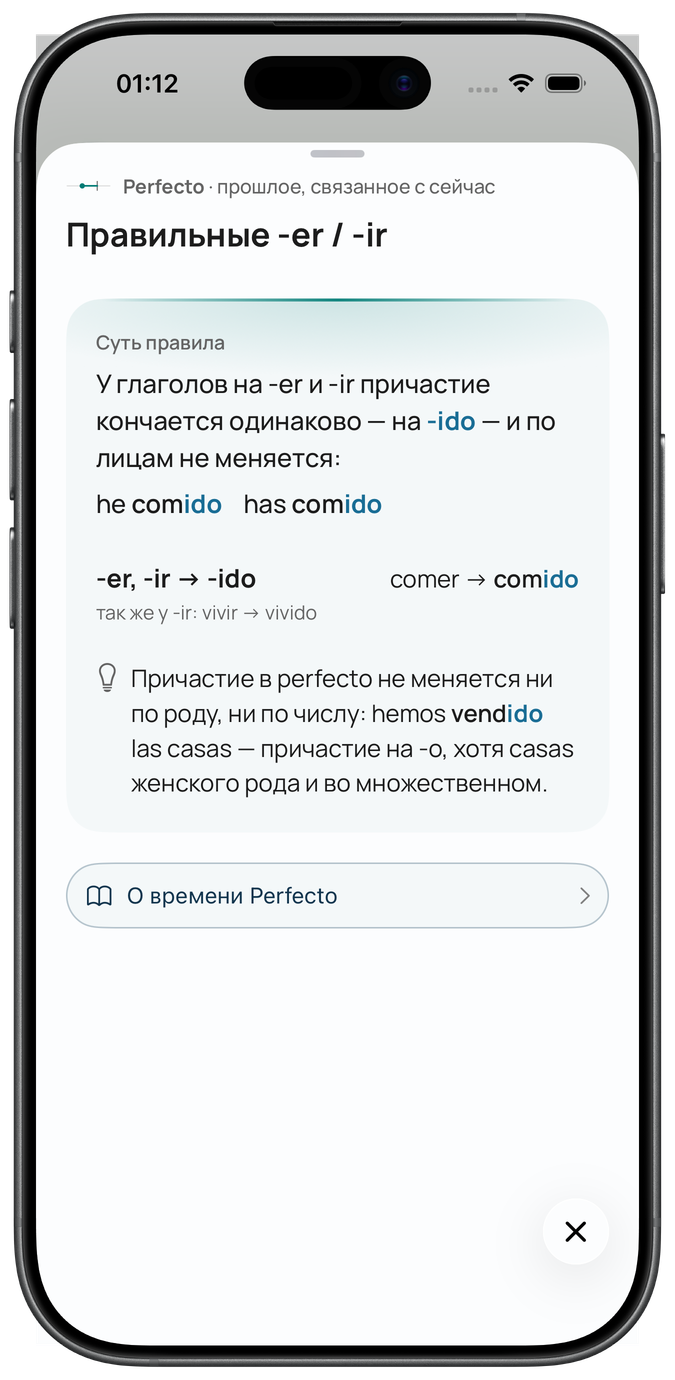 01:12
Perfecto · прошлое, связанное с сейчас
Правильные -er / -ir
Суть правила
У глаголов на -er и -ir причастие
кончается одинаково — на -ido — и по
лицам не меняется:
he comido has comido
-er, -ir → -ido comer → comido
так же у -ir: vivir → vivido
Причастие в perfecto не меняется ни
по роду, ни по числу: hemos vendido
las casas — причастие на -о, хотя casas
женского рода и во множественном.
О времени Perfecto